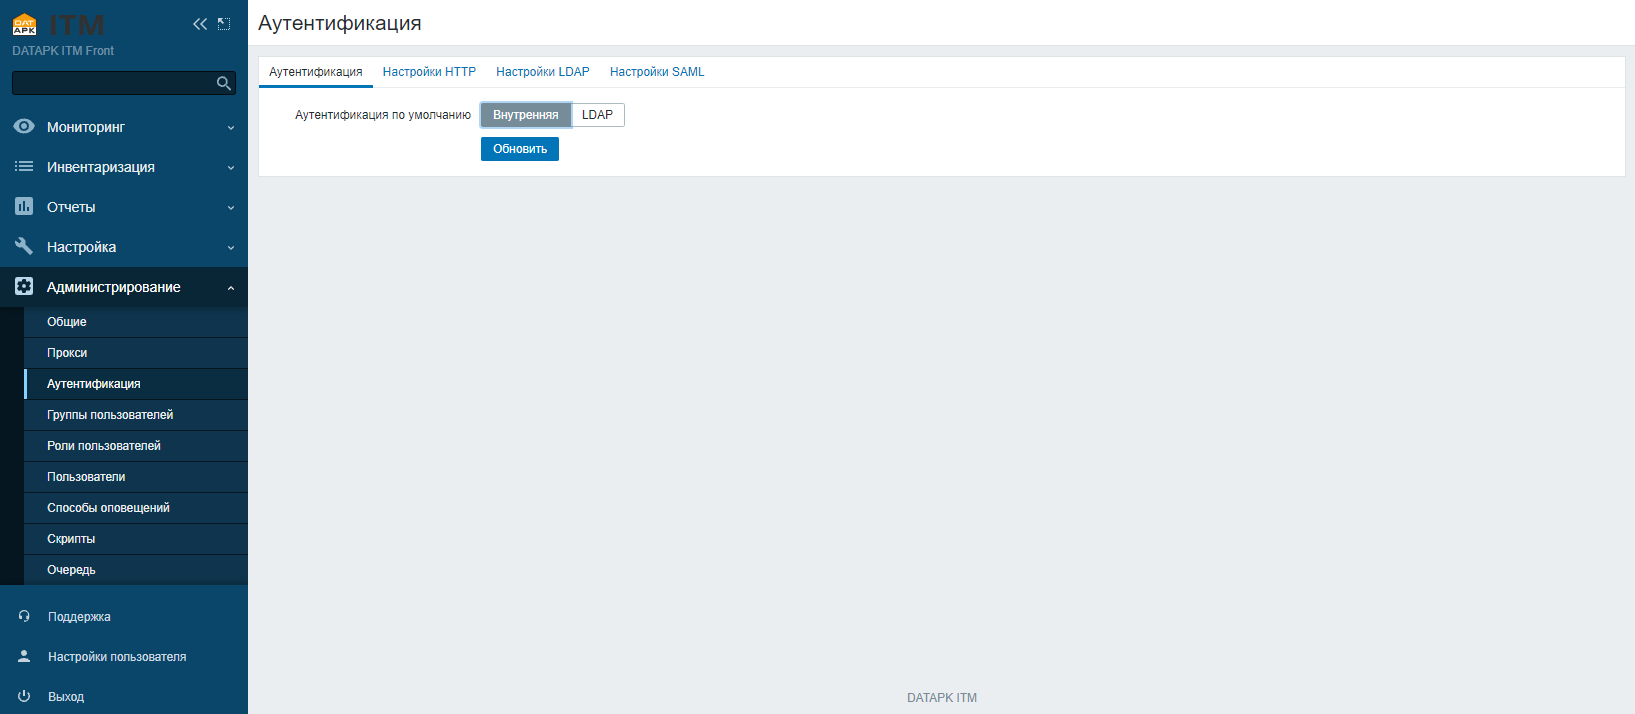 DAT
APK
ITM
DATAPK ITM Front
Мониторинг
Инвентаризация
Отчеты
Настройка
Администрирование
Общие
Прокси
Аутентификация
Группы пользователей
Роли пользователей
Пользователи
Способы оповещений
Скрипты
Очередь
Поддержка
Настройки пользователя
Выход
Аутентификация
Аутентификация Настройки HTTP Настройки LDAP Настройки SAML
Аутентификация по умолчанию Внутренняя LDAP
Обновить
DATAPK ITM